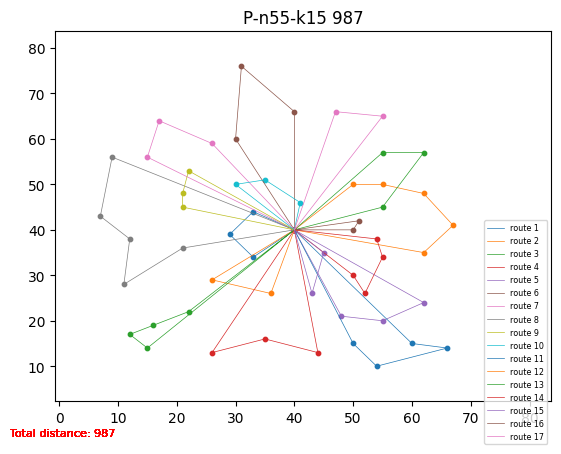 P-n55-k15 987
80
70
60
50
40
30
20
10
0 10 20 30 40 50 60 70 80
route 1
route 2
route 3
route 4
route 5
route 6
route 7
route 8
route 9
route 10
route 11
route 12
route 13
route 14
route 15
route 16
route 17
Total distance: 987